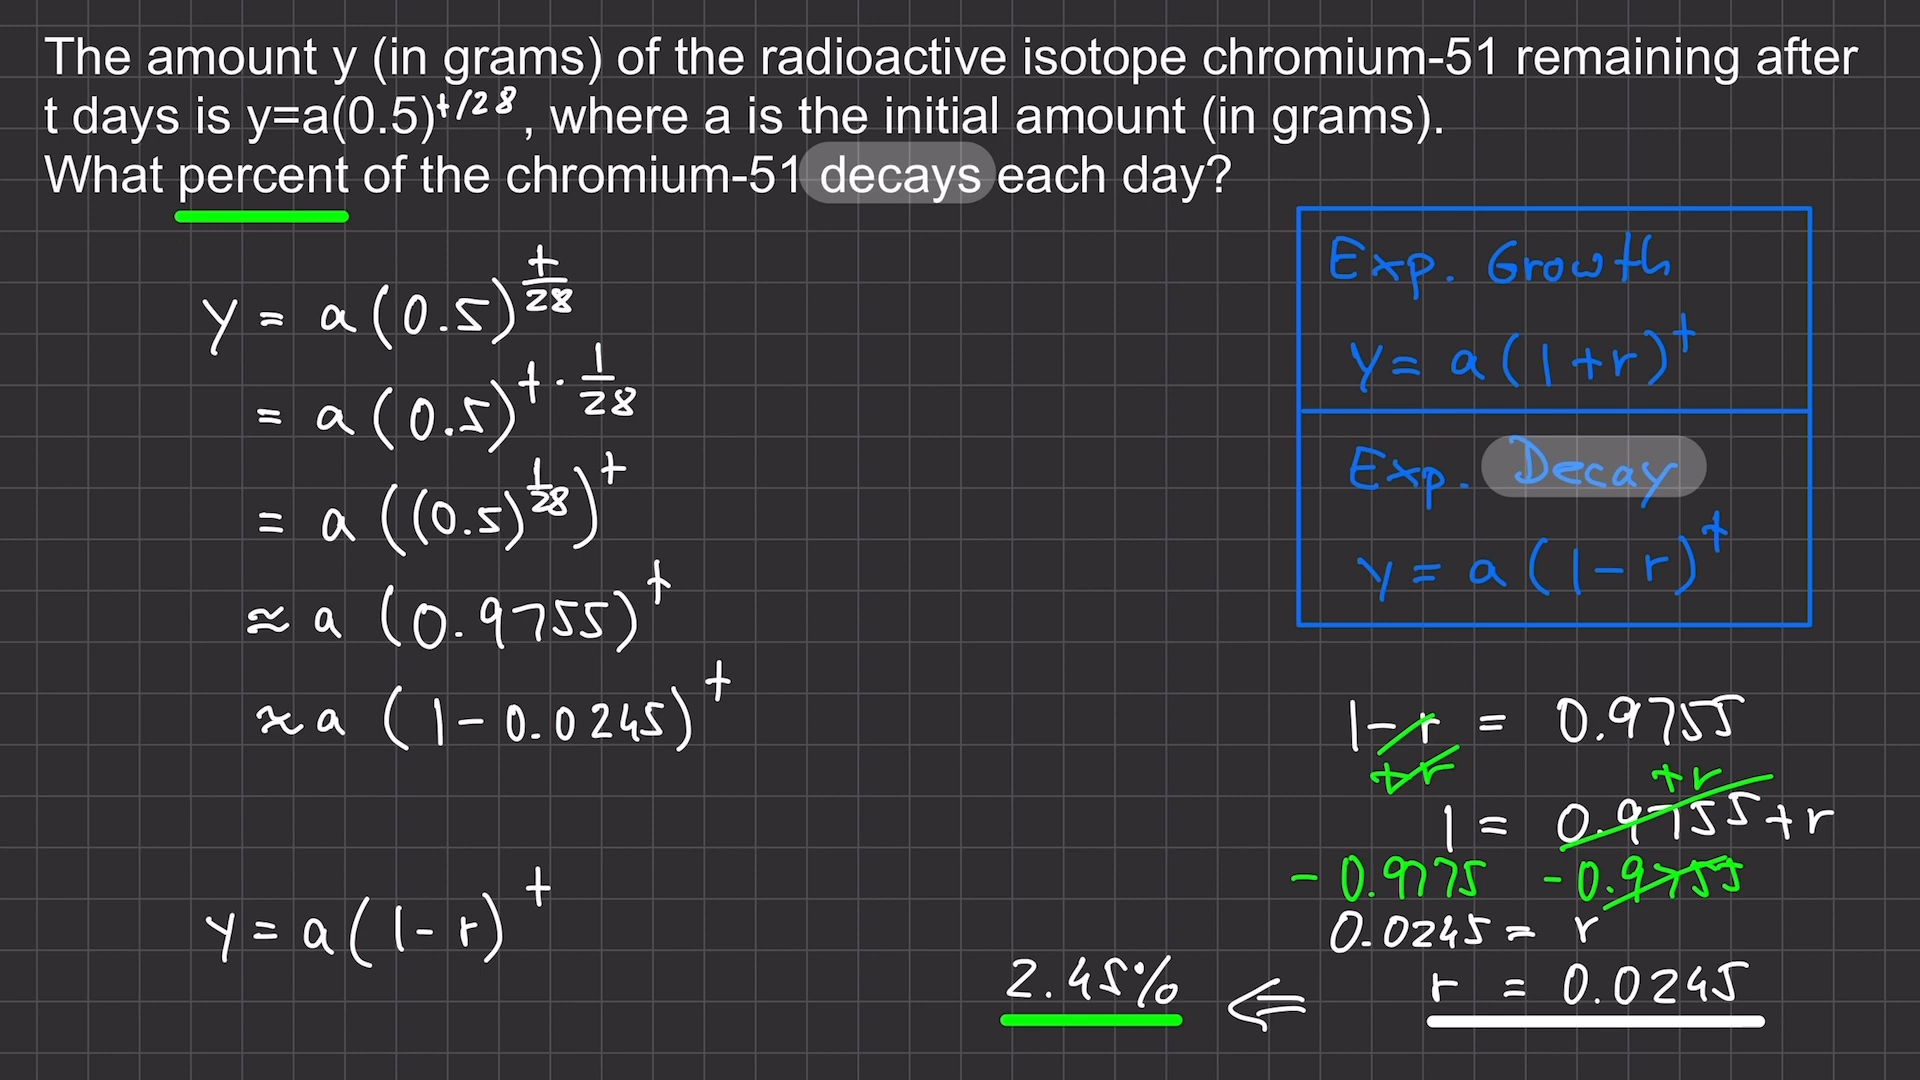 The amount y (in grams) of the radioactive isotope chromium-51 remaining after
t days is y=a(0.5)^t/28, where a is the initial amount (in grams).
What percent of the chromium-51 decays each day?
y = a(0.5)^(t/28)
= a(0.5)^(t · 1/28)
= a((0.5)^(1/28))^t
≈ a (0.9755)^t
≈ a (1-0.0245)^t
y = a(1-r)^t
Exp. Growth
y = a(1+r)^t
Exp. Decay
y = a(1-r)^t
1-r = 0.9755
+r +r
1 = 0.9755+r
-0.9775 -0.9755
0.0245 = r
r = 0.0245
2.45% ⇐